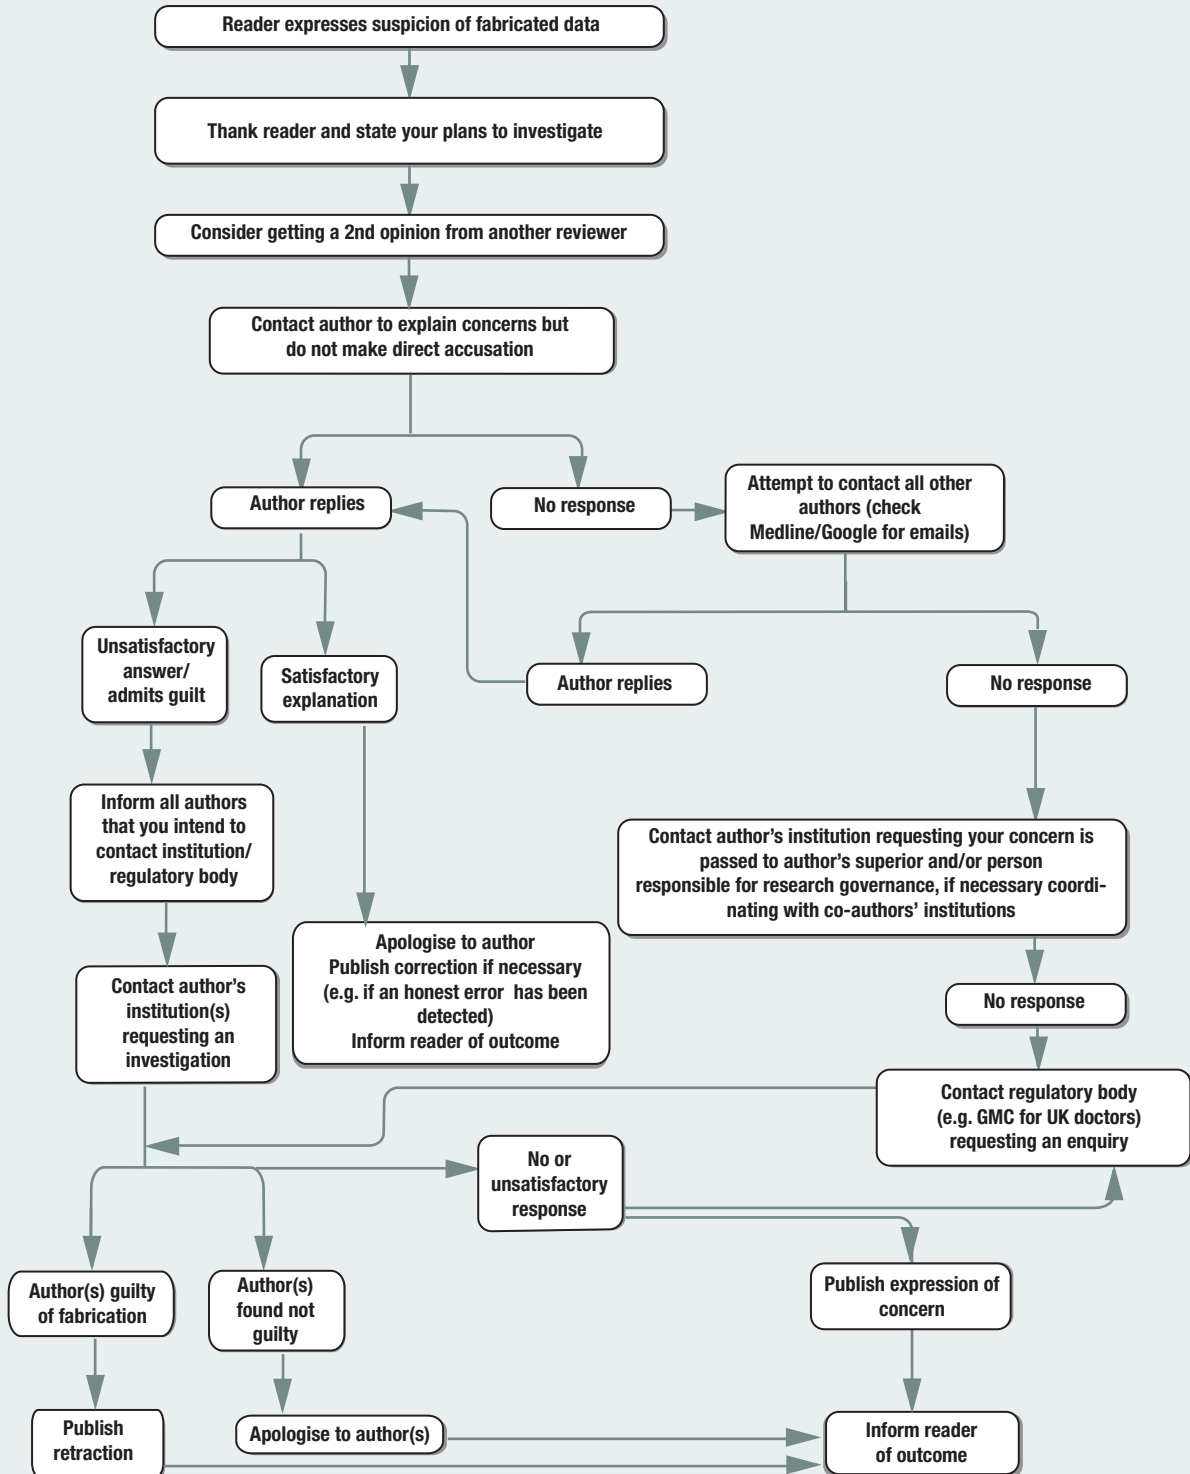 Reader expresses suspicion of fabricated data
Thank reader and state your plans to investigate
Consider getting a 2nd opinion from another reviewer
Contact author to explain concerns but
do not make direct accusation
Author replies
No response
Attempt to contact all other
authors (check
Medline/Google for emails)
Unsatisfactory
answer/
admits guilt
Satisfactory
explanation
Author replies
No response
Inform all authors
that you intend to
contact institution/
regulatory body
Contact author's institution requesting your concern is
passed to author's superior and/or person
responsible for research governance, if necessary coordi-
nating with co-authors' institutions
Apologise to author
Publish correction if necessary
(e.g. if an honest error has been
detected)
Inform reader of outcome
Contact author's
institution(s)
requesting an
investigation
No response
Contact regulatory body
(e.g. GMC for UK doctors)
requesting an enquiry
No or
unsatisfactory
response
Author(s) guilty
of fabrication
Author(s)
found not
guilty
Publish expression of
concern
Publish
retraction
Apologise to author(s)
Inform reader
of outcome